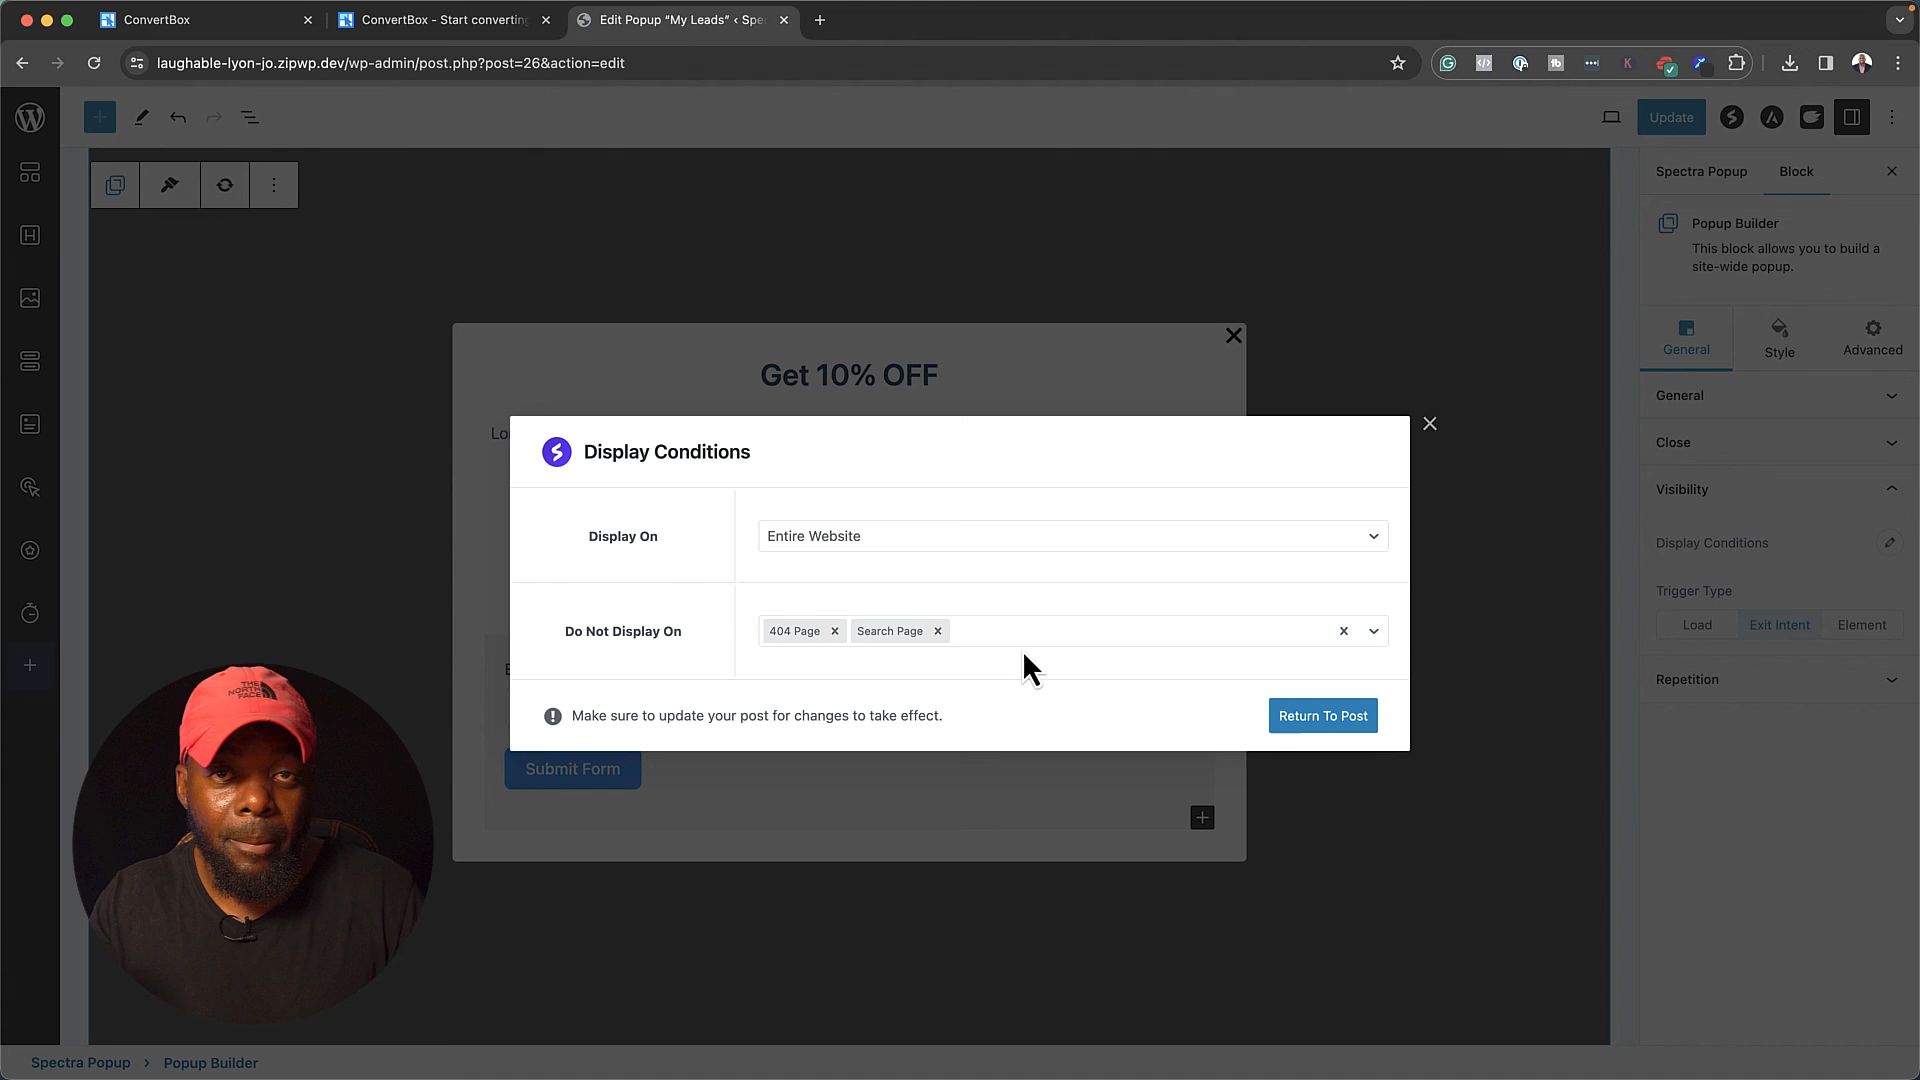 ConvertBox
ConvertBox - Start converting
Edit Popup “My Leads” ‹ Spe
laughable-lyon-jo.zipwp.dev/wp-admin/post.php?post=26&action=edit
Update
Spectra Popup
Block
Popup Builder
This block allows you to build a
site-wide popup.
General
Style
Advanced
General
Close
Visibility
Display Conditions
Trigger Type
Load
Exit Intent
Element
Repetition
Get 10% OFF
Lo
Display Conditions
Display On
Entire Website
Do Not Display On
404 Page
Search Page
Make sure to update your post for changes to take effect.
Return To Post
Submit Form
THE
NORTH
FACE
Spectra Popup
Popup Builder